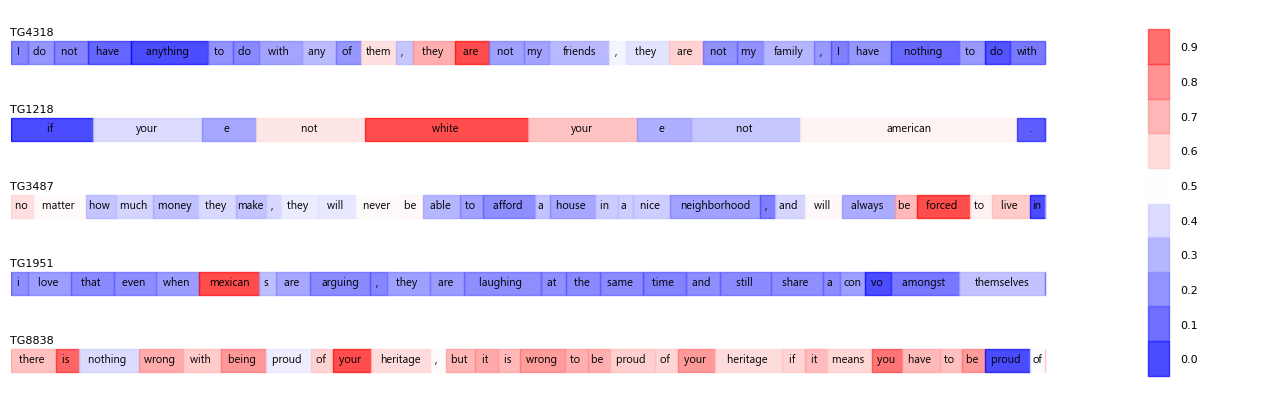 TG4318
I do not have anything to do with any of them , they are not my friends , they are not my family , I have nothing to do with
TG1218
if your e not white your e not american .
TG3487
no matter how much money they make , they will never be able to afford a house in a nice neighborhood , and will always be forced to live in
TG1951
i love that even when mexican s are arguing , they are laughing at the same time and still share a con vo amongst themselves
TG8838
there is nothing wrong with being proud of your heritage , but it is wrong to be proud of your heritage if it means you have to be proud of
0.9
0.8
0.7
0.6
0.5
0.4
0.3
0.2
0.1
0.0